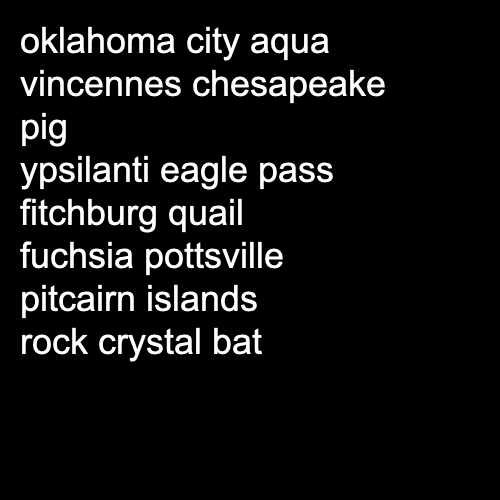 oklahoma city aqua
vincennes chesapeake
pig
ypsilanti eagle pass
fitchburg quail
fuchsia pottsville
pitcairn islands
rock crystal bat